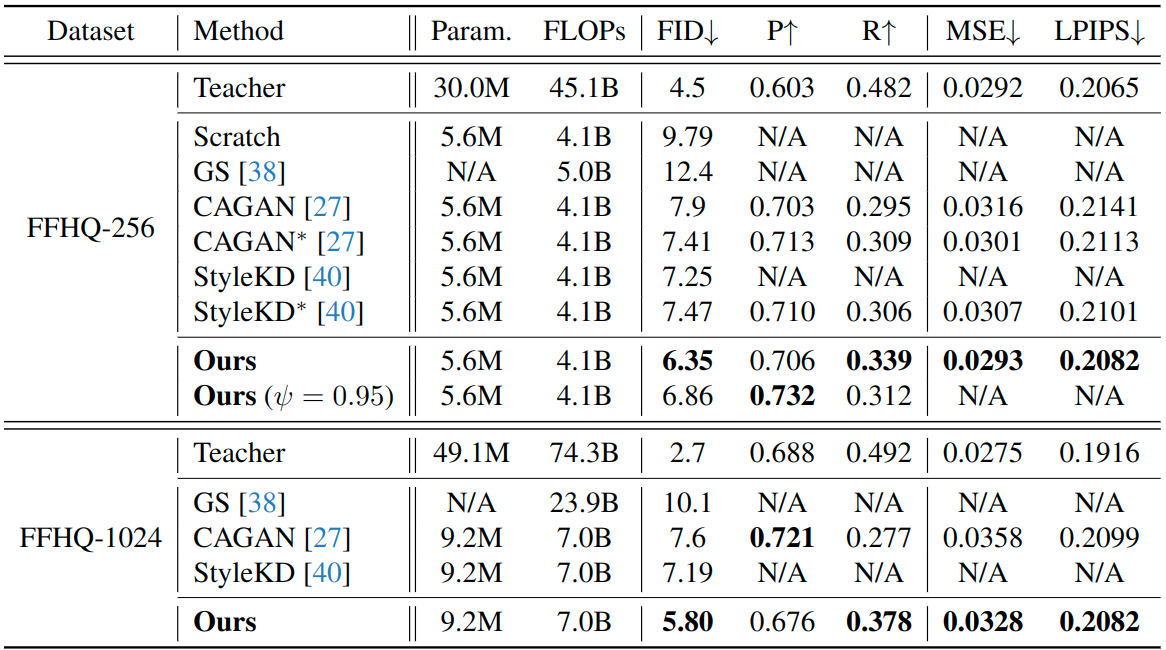 Dataset Method Param. FLOPs FID↓ P↑ R↑ MSE↓ LPIPS↓
Teacher 30.0M 45.1B 4.5 0.603 0.482 0.0292 0.2065
Scratch 5.6M 4.1B 9.79 N/A N/A N/A N/A
GS [38] N/A 5.0B 12.4 N/A N/A N/A N/A
CAGAN [27] 5.6M 4.1B 7.9 0.703 0.295 0.0316 0.2141
FFHQ-256
CAGAN* [27] 5.6M 4.1B 7.41 0.713 0.309 0.0301 0.2113
StyleKD [40] 5.6M 4.1B 7.25 N/A N/A N/A N/A
StyleKD* [40] 5.6M 4.1B 7.47 0.710 0.306 0.0307 0.2101
Ours 5.6M 4.1B 6.35 0.706 0.339 0.0293 0.2082
Ours (ψ = 0.95) 5.6M 4.1B 6.86 0.732 0.312 N/A N/A
Teacher 49.1M 74.3B 2.7 0.688 0.492 0.0275 0.1916
GS [38] N/A 23.9B 10.1 N/A N/A N/A N/A
FFHQ-1024 CAGAN [27] 9.2M 7.0B 7.6 0.721 0.277 0.0358 0.2099
StyleKD [40] 9.2M 7.0B 7.19 N/A N/A N/A N/A
Ours 9.2M 7.0B 5.80 0.676 0.378 0.0328 0.2082